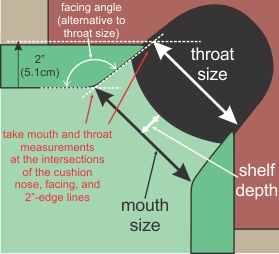 facing angle
(alternative to
throat size)
2"
(5.1cm)
throat
size
take mouth and throat
measurements
at the intersections
of the cushion
nose, facing, and
2"-edge lines
shelf
depth
mouth
size